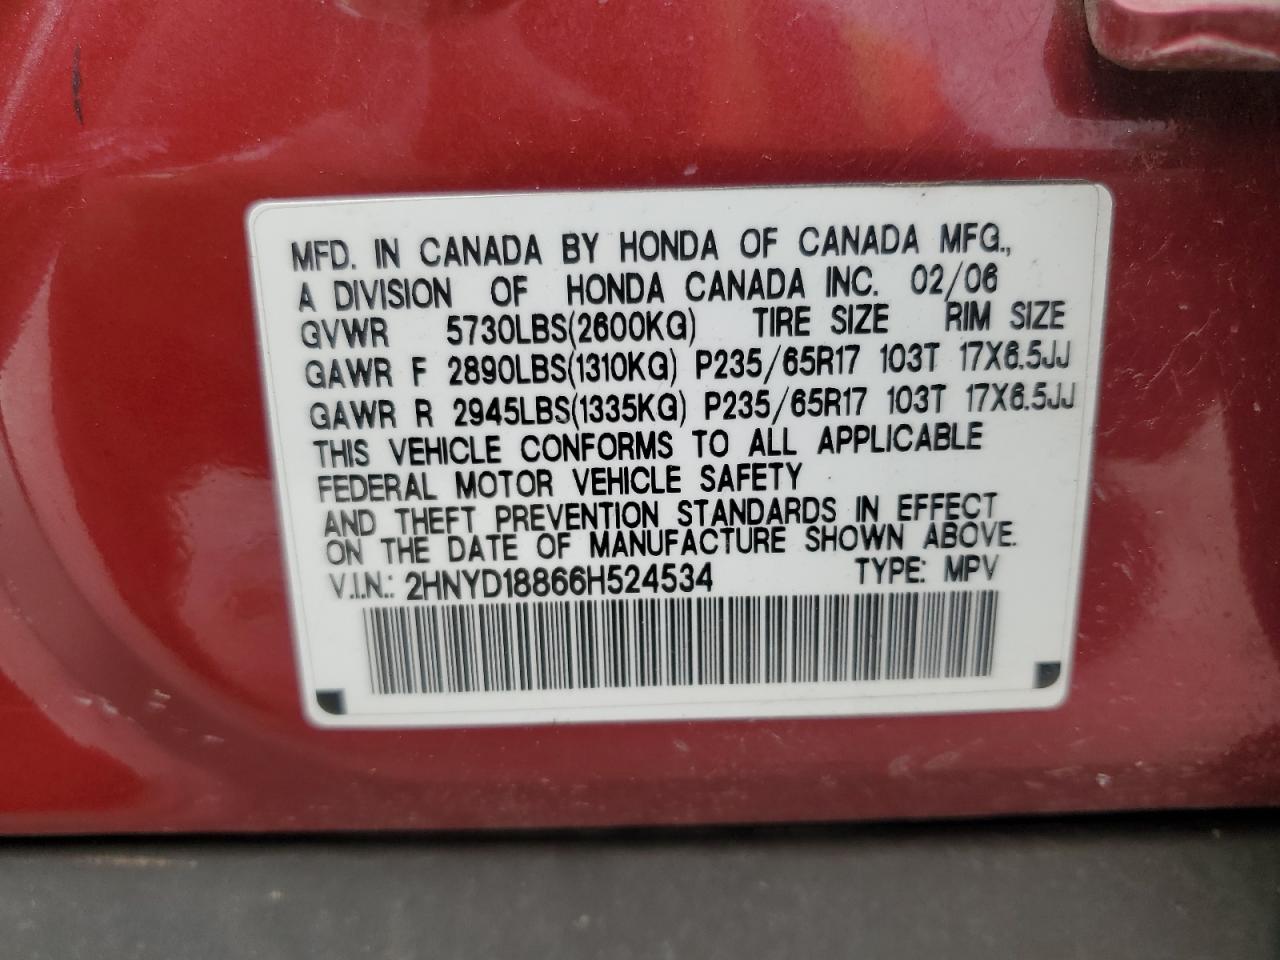 MFD. IN CANADA BY HONDA OF CANADA MFG.,
A DIVISION OF HONDA CANADA INC. 02/06
GVWR 5730LBS(2600KG) TIRE SIZE RIM SIZE
GAWR F 2890LBS(1310KG) P235/65R17 103T 17X6.5JJ
GAWR R 2945LBS(1335KG) P235/65R17 103T 17X6.5JJ
THIS VEHICLE CONFORMS TO ALL APPLICABLE
FEDERAL MOTOR VEHICLE SAFETY
AND THEFT PREVENTION STANDARDS IN EFFECT
ON THE DATE OF MANUFACTURE SHOWN ABOVE.
V.I.N.: 2HNYD18866H524534 TYPE: MPV